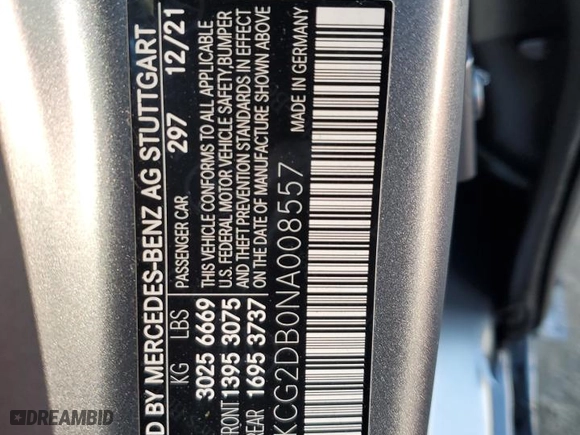 D BY MERCEDES-BENZ AG STUTTGART
PASSENGER CAR 297 12/21
KG LBS
3025 6669
FRONT 1395 3075
REAR 1695 3737
THIS VEHICLE CONFORMS TO ALL APPLICABLE
U.S. FEDERAL MOTOR VEHICLE SAFETY,BUMPER
AND THEFT PREVENTION STANDARDS IN EFFECT
ON THE DATE OF MANUFACTURE SHOWN ABOVE
KCG2DB0NA008557
MADE IN GERMANY
DREAMBID